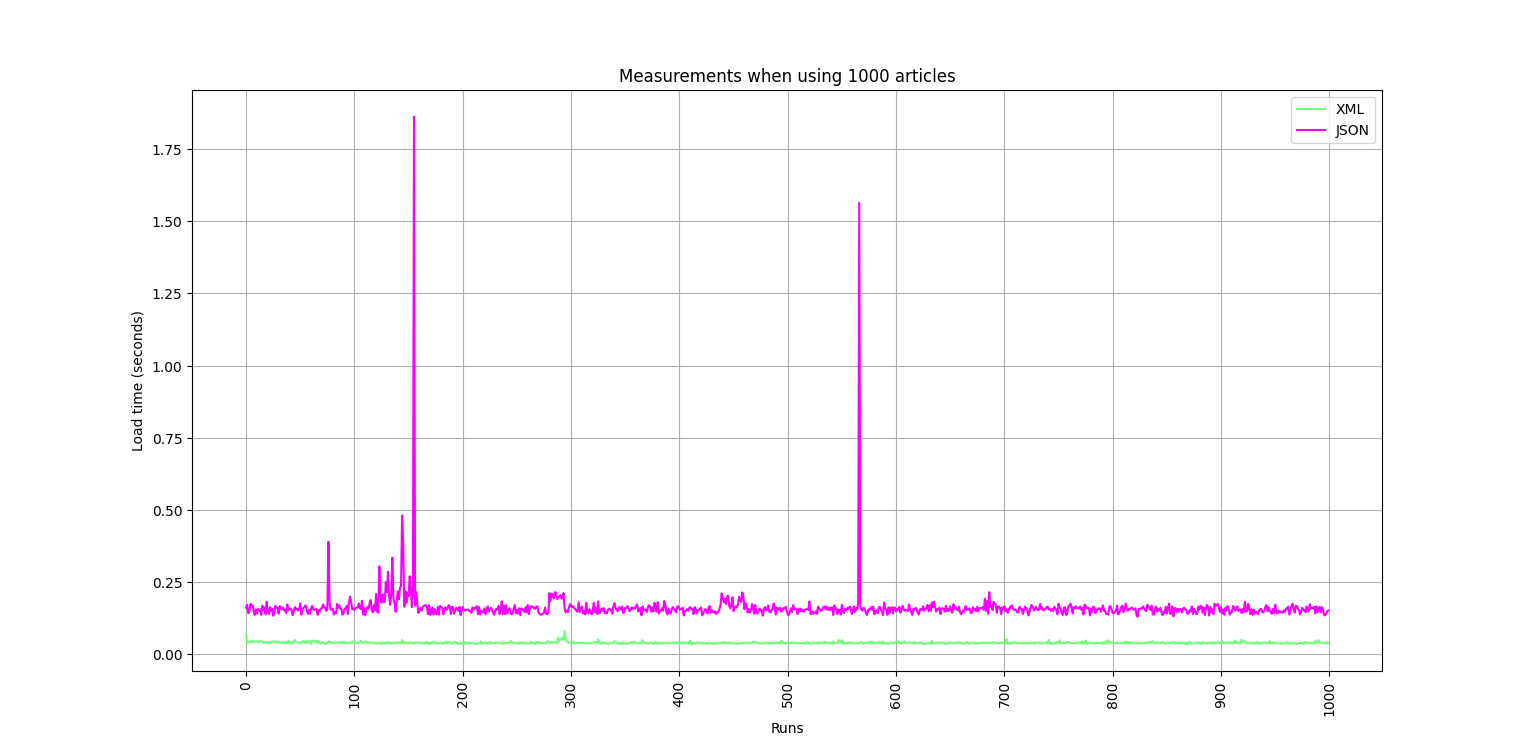 Measurements when using 1000 articles
XML
JSON
1.75
1.50
1.25
1.00
0.75
0.50
0.25
0.00
Load time (seconds)
0 100 200 300 400 500 600 700 800 900 1000
Runs